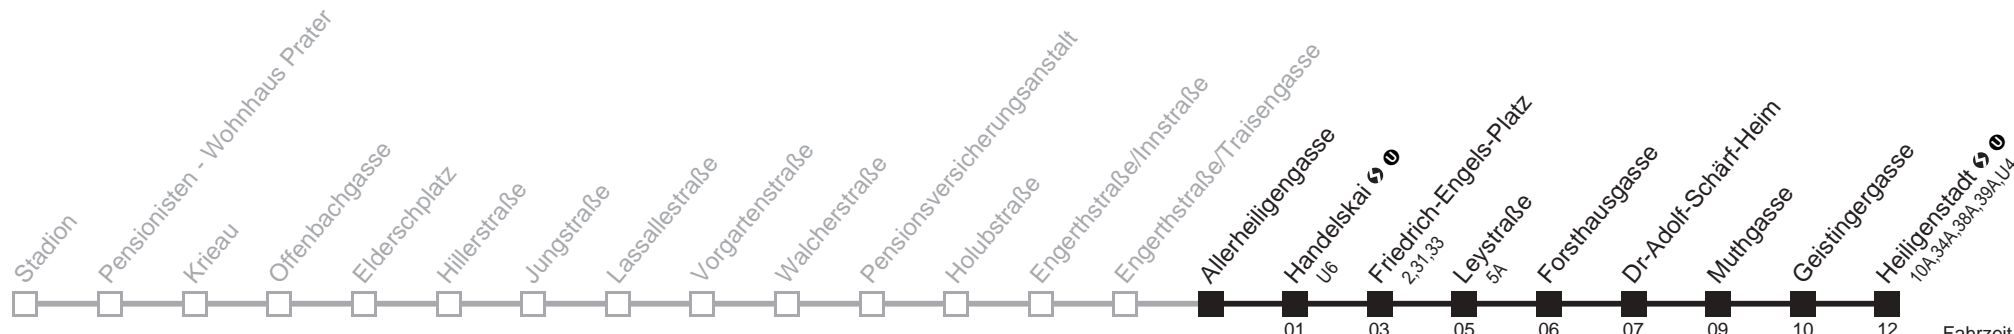 Stadion
Pensionisten - Wohnhaus Prater
Krieau
Offenbachgasse
Elderschplatz
Hillerstraße
Jungstraße
Lassallestraße
Vorgartenstraße
Walcherstraße
Pensionsversicherungsanstalt
Holubstraße
Engerthstraße/Innstraße
Engerthstraße/Traisengasse
Allerheiligengasse
Handelskai S U
U6
Friedrich-Engels-Platz
2,31,33
Leystraße
5A
Forsthausgasse
Dr-Adolf-Schärf-Heim
Muthgasse
Geistingergasse
Heiligenstadt S U
10A,34A,38A,39A,U4
01 03 05 06 07 09 10 12 Fahrzeit